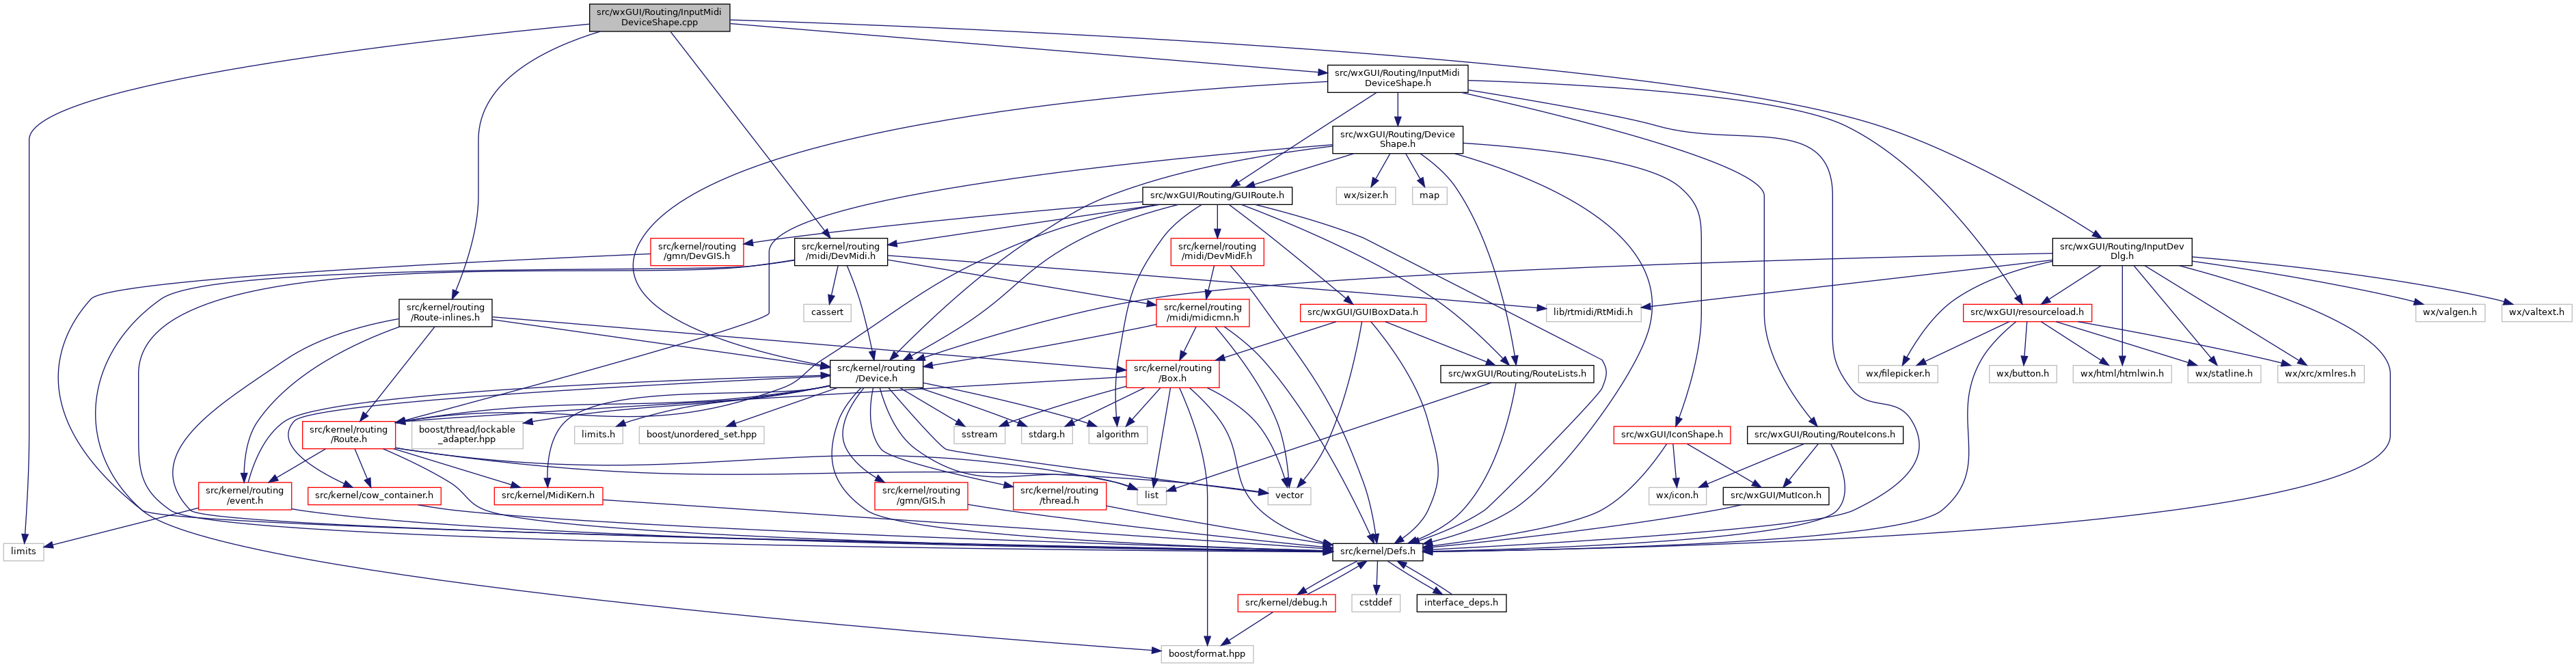 src/wxGUI/Routing/InputMidi
DeviceShape.cpp
src/wxGUI/Routing/InputMidi
DeviceShape.h
src/wxGUI/Routing/Device
Shape.h
src/wxGUI/Routing/GUIRoute.h
wx/sizer.h
map
src/kernel/routing
/gmn/DevGIS.h
src/kernel/routing
/midi/DevMidi.h
src/kernel/routing
/midi/DevMidF.h
src/wxGUI/Routing/InputDev
Dlg.h
src/kernel/routing
/Route-inlines.h
cassert
src/kernel/routing
/midi/midicmn.h
src/wxGUI/GUIBoxData.h
lib/rtmidi/RtMidi.h
src/wxGUI/resourceload.h
wx/valgen.h
wx/valtext.h
src/kernel/routing
/Device.h
src/kernel/routing
/Box.h
src/wxGUI/Routing/RouteLists.h
wx/filepicker.h
wx/button.h
wx/html/htmlwin.h
wx/statline.h
wx/xrc/xmlres.h
src/kernel/routing
/Route.h
boost/thread/lockable
_adapter.hpp
limits.h
boost/unordered_set.hpp
sstream
stdarg.h
algorithm
src/wxGUI/IconShape.h
src/wxGUI/Routing/RouteIcons.h
src/kernel/routing
/event.h
src/kernel/cow_container.h
src/kernel/MidiKern.h
src/kernel/routing
/gmn/GIS.h
src/kernel/routing
/thread.h
list
vector
wx/icon.h
src/wxGUI/MutIcon.h
limits
src/kernel/Defs.h
src/kernel/debug.h
cstddef
interface_deps.h
boost/format.hpp